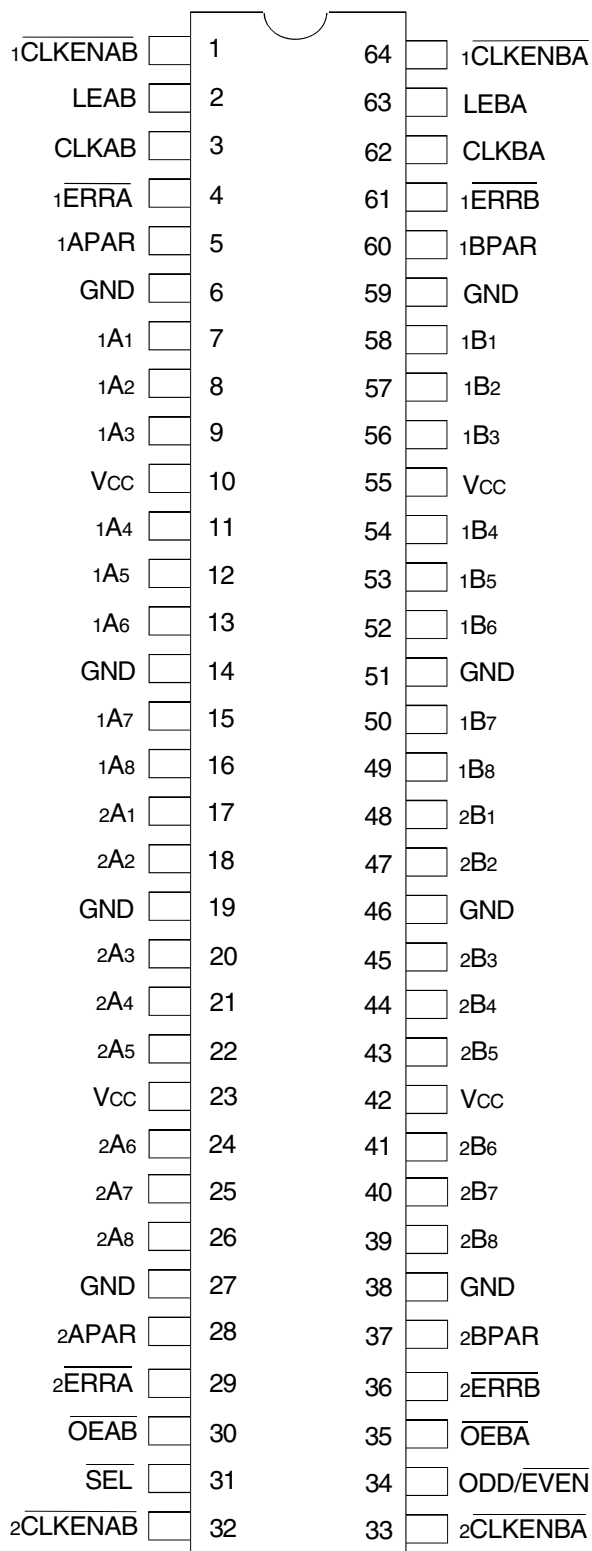 1CLKENAB 1 64 1CLKENBA
LEAB 2 63 LEBA
CLKAB 3 62 CLKBA
1ERRA 4 61 1ERRB
1APAR 5 60 1BPAR
GND 6 59 GND
1A1 7 58 1B1
1A2 8 57 1B2
1A3 9 56 1B3
VCC 10 55 VCC
1A4 11 54 1B4
1A5 12 53 1B5
1A6 13 52 1B6
GND 14 51 GND
1A7 15 50 1B7
1A8 16 49 1B8
2A1 17 48 2B1
2A2 18 47 2B2
GND 19 46 GND
2A3 20 45 2B3
2A4 21 44 2B4
2A5 22 43 2B5
VCC 23 42 VCC
2A6 24 41 2B6
2A7 25 40 2B7
2A8 26 39 2B8
GND 27 38 GND
2APAR 28 37 2BPAR
2ERRA 29 36 2ERRB
OEAB 30 35 OEBA
SEL 31 34 ODD/EVEN
2CLKENAB 32 33 2CLKENBA